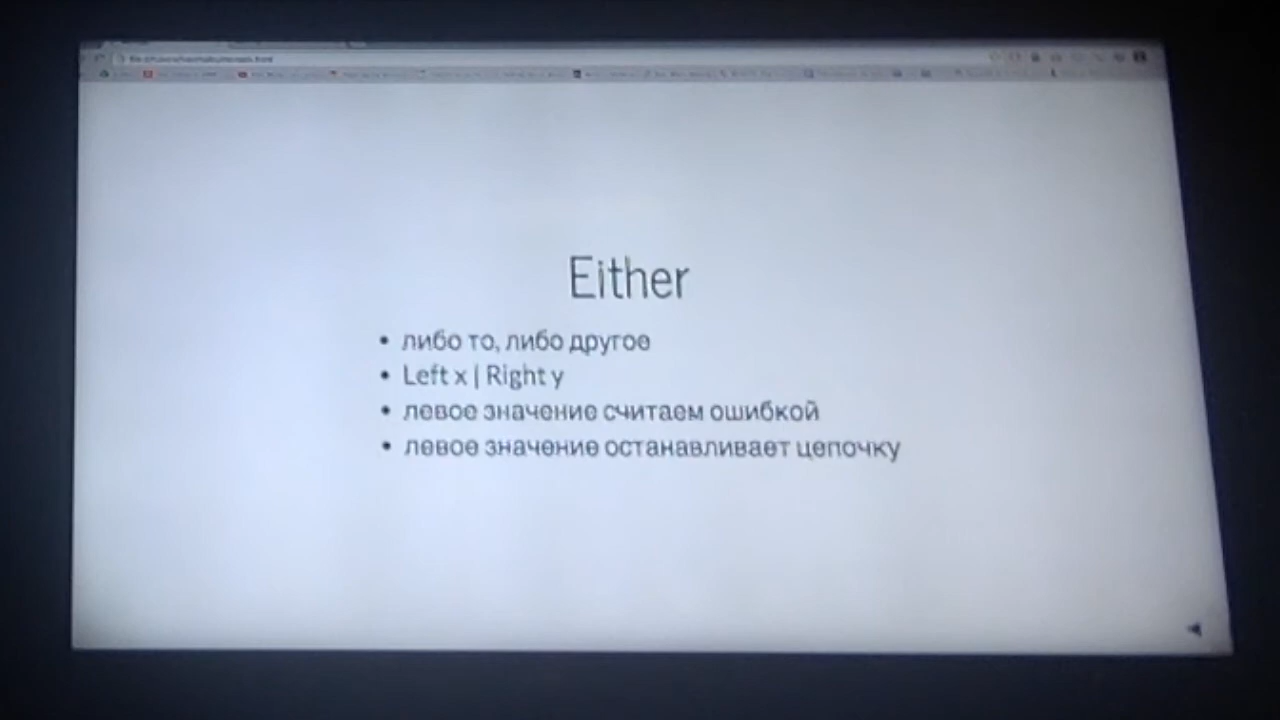 Either
• либо то, либо другое
• Left x | Right y
• левое значение считаем ошибкой
• левое значение останавливает цепочку